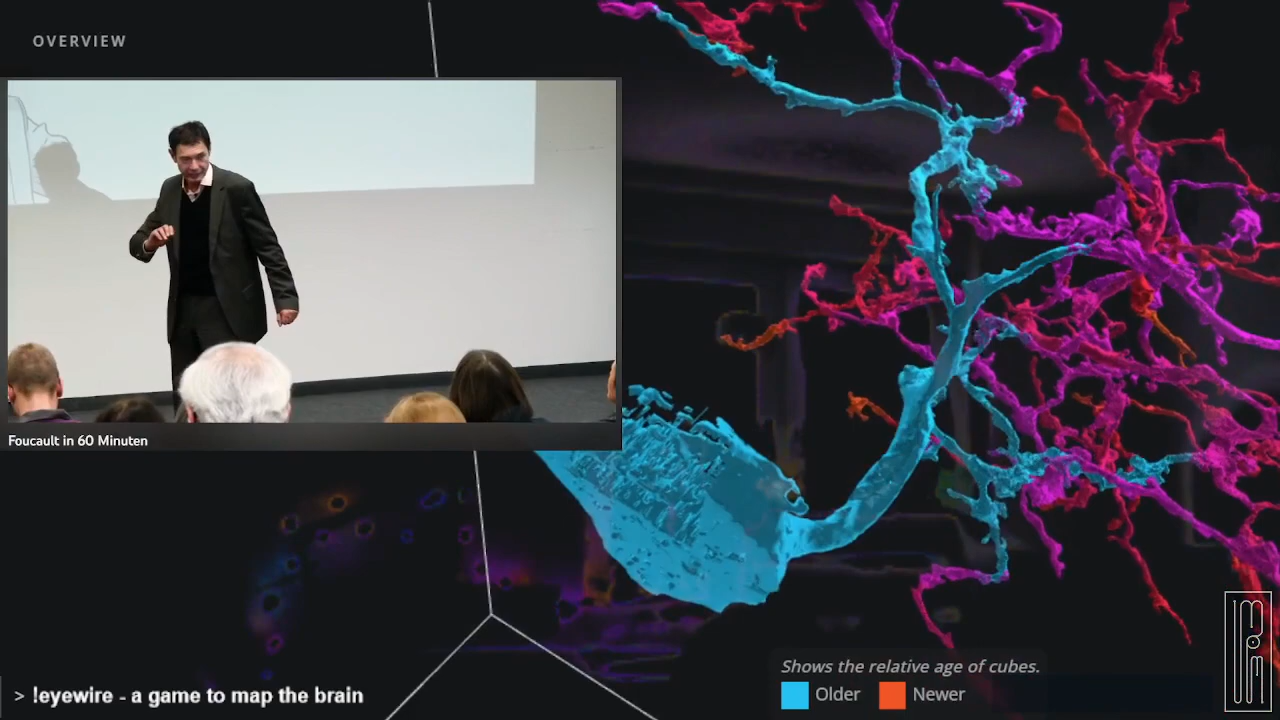 OVERVIEW
Foucault in 60 Minuten
Shows the relative age of cubes.
Older Newer
> !eyewire - a game to map the brain